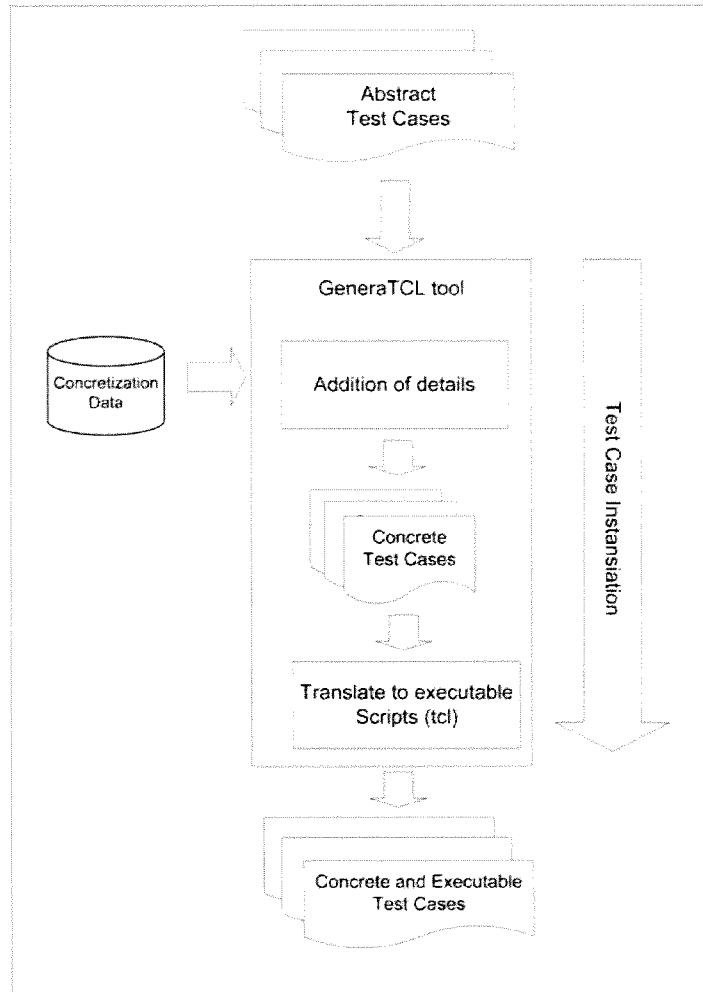 Abstract
Test Cases
GeneraTCL tool
Concretization
Data
Addition of details
Concrete
Test Cases
Translate to executable
Scripts (tcl)
Test Case Instansiation
Concrete and Executable
Test Cases